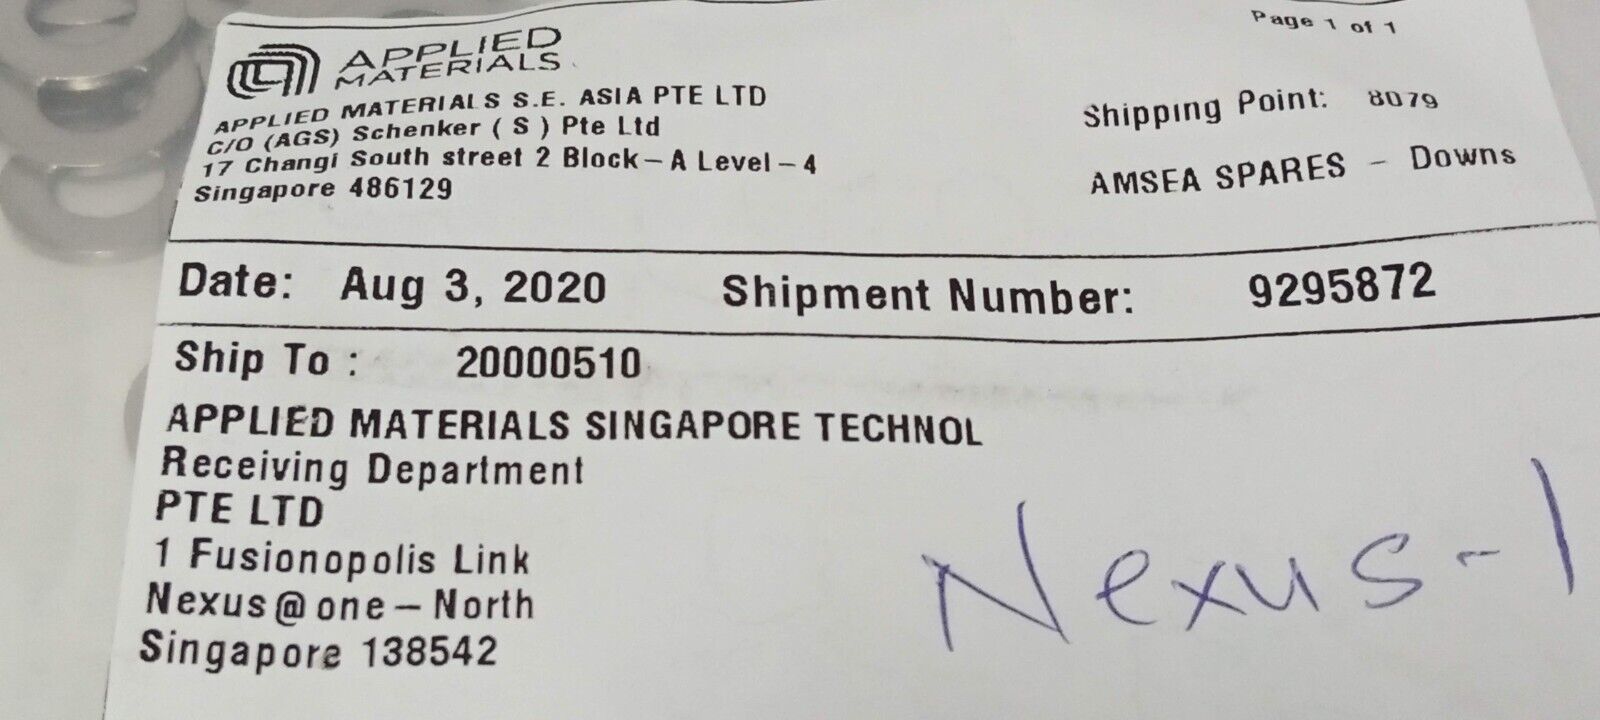 APPLIED
MATERIALS
Page 1 of 1
APPLIED MATERIALS S.E. ASIA PTE LTD
C/O (AGS) Schenker ( S ) Pte Ltd
17 Changi South street 2 Block-A Level-4
Singapore 486129
Shipping Point: 8079
AMSEA SPARES - Downs
Date: Aug 3, 2020 Shipment Number: 9295872
Ship To : 20000510
APPLIED MATERIALS SINGAPORE TECHNOL
Receiving Department
PTE LTD
1 Fusionopolis Link
Nexus@one-North
Singapore 138542
Nexus-1